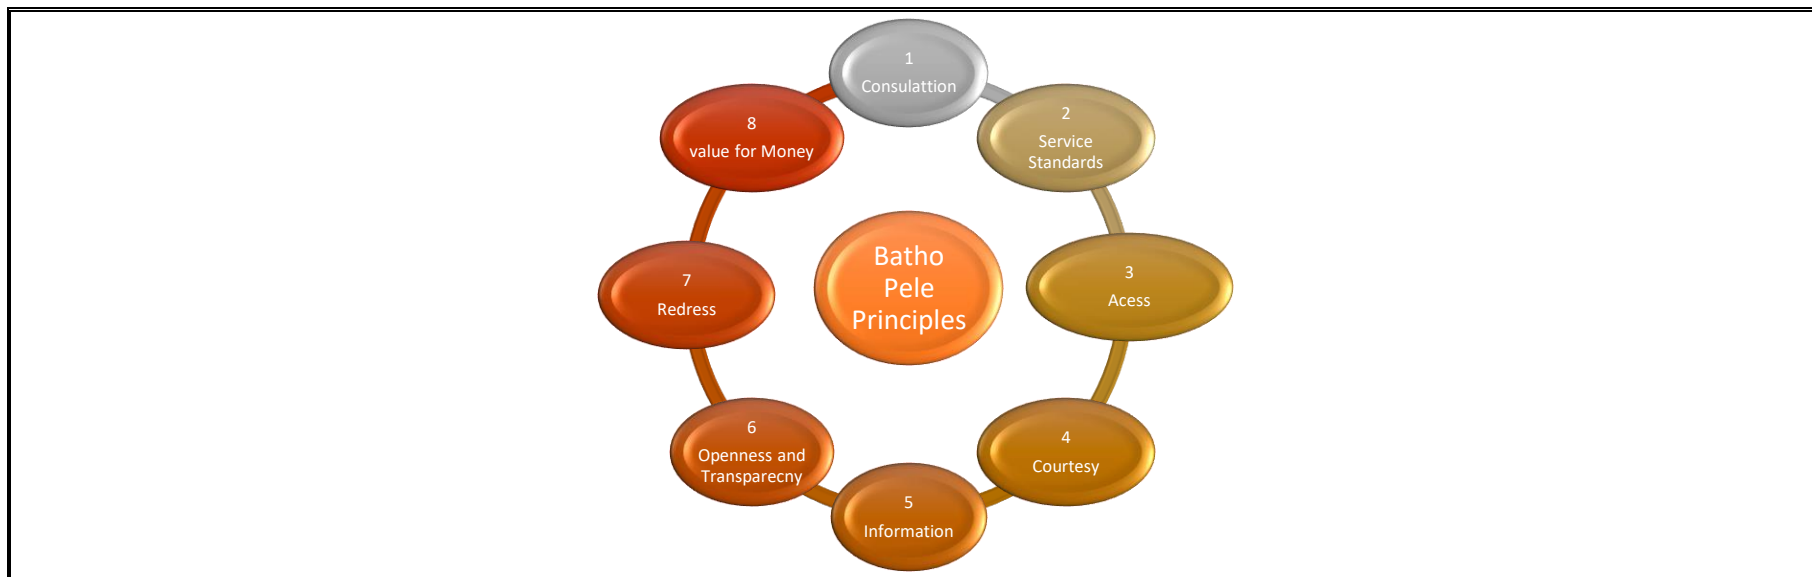 1
Consulattion
2
Service
Standards
3
Acess
4
Courtesy
5
Information
6
Openness and
Transparecny
7
Redress
8
value for Money
Batho
Pele
Principles